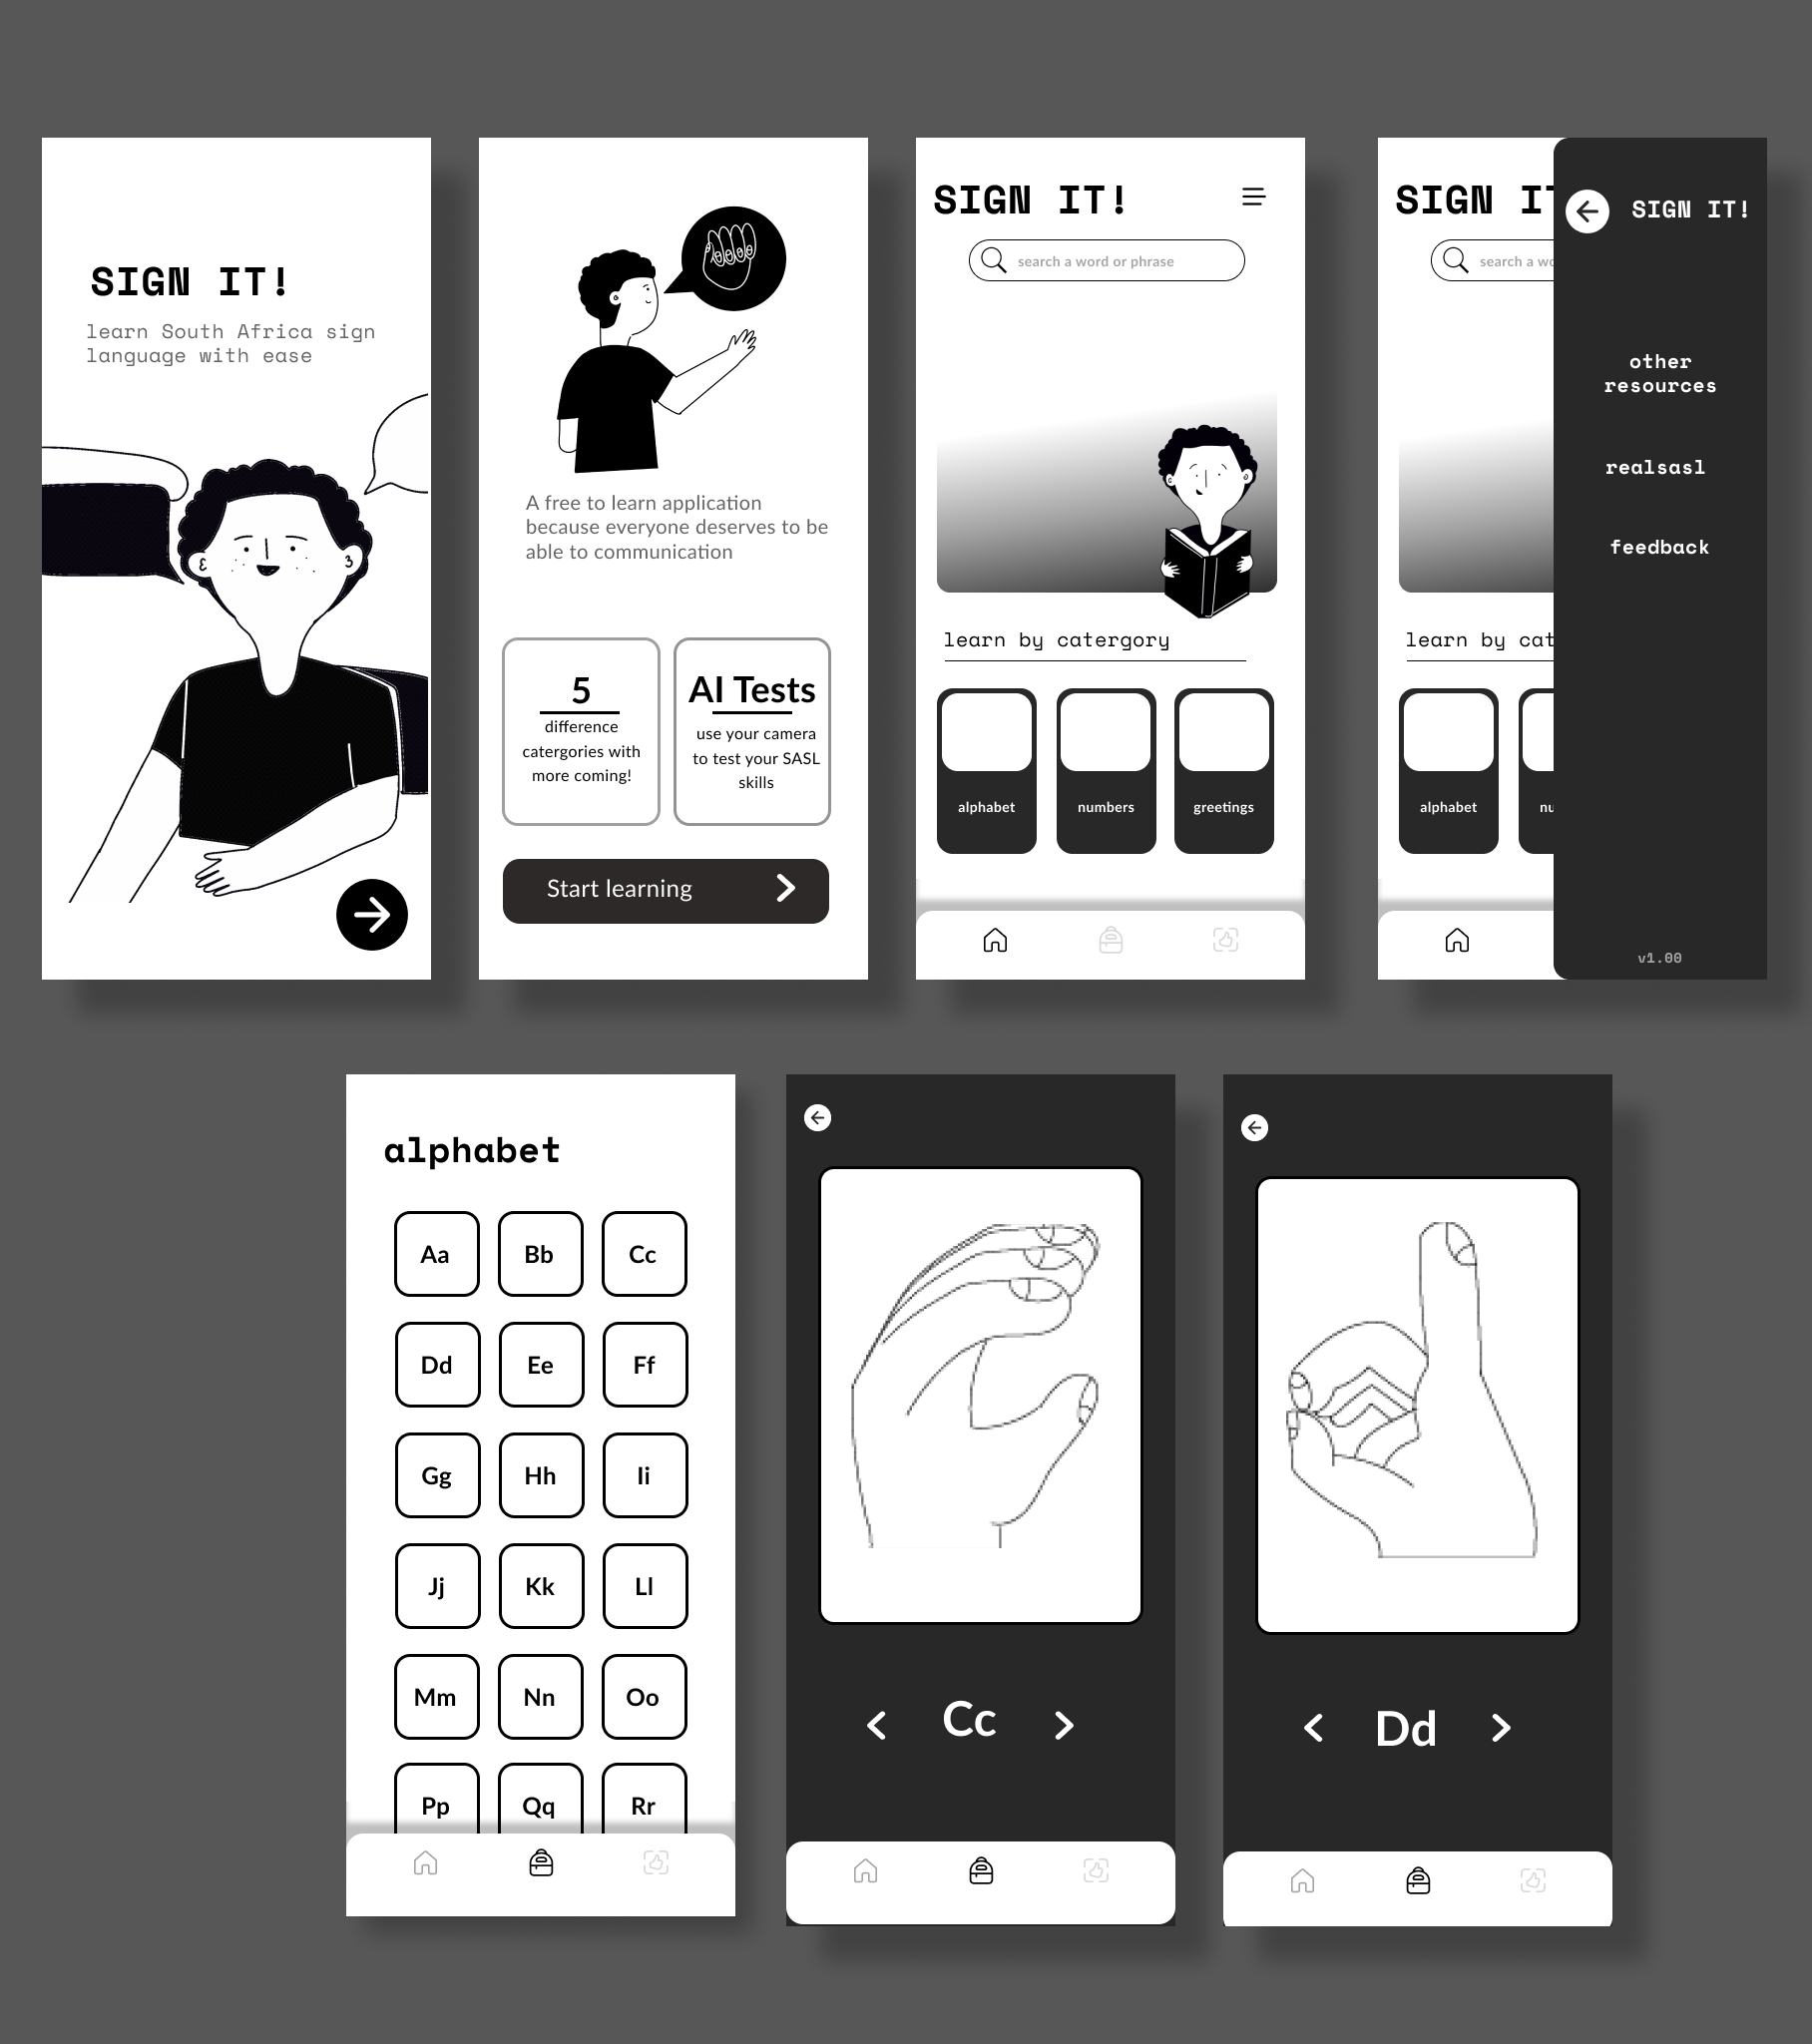 SIGN IT!
learn South Africa sign
language with ease
A free to learn application
because everyone deserves to be
able to communication
5
difference
catergories with
more coming!
AI Tests
use your camera
to test your SASL
skills
Start learning
SIGN IT!
search a word or phrase
learn by catergory
alphabet
numbers
greetings
SIGN IT
search a wo
learn by cat
alphabet
nu
SIGN IT!
other
resources
realsasl
feedback
v1.00
alphabet
Aa Bb Cc
Dd Ee Ff
Gg Hh Ii
Jj Kk Ll
Mm Nn Oo
Pp Qq Rr
Cc
Dd